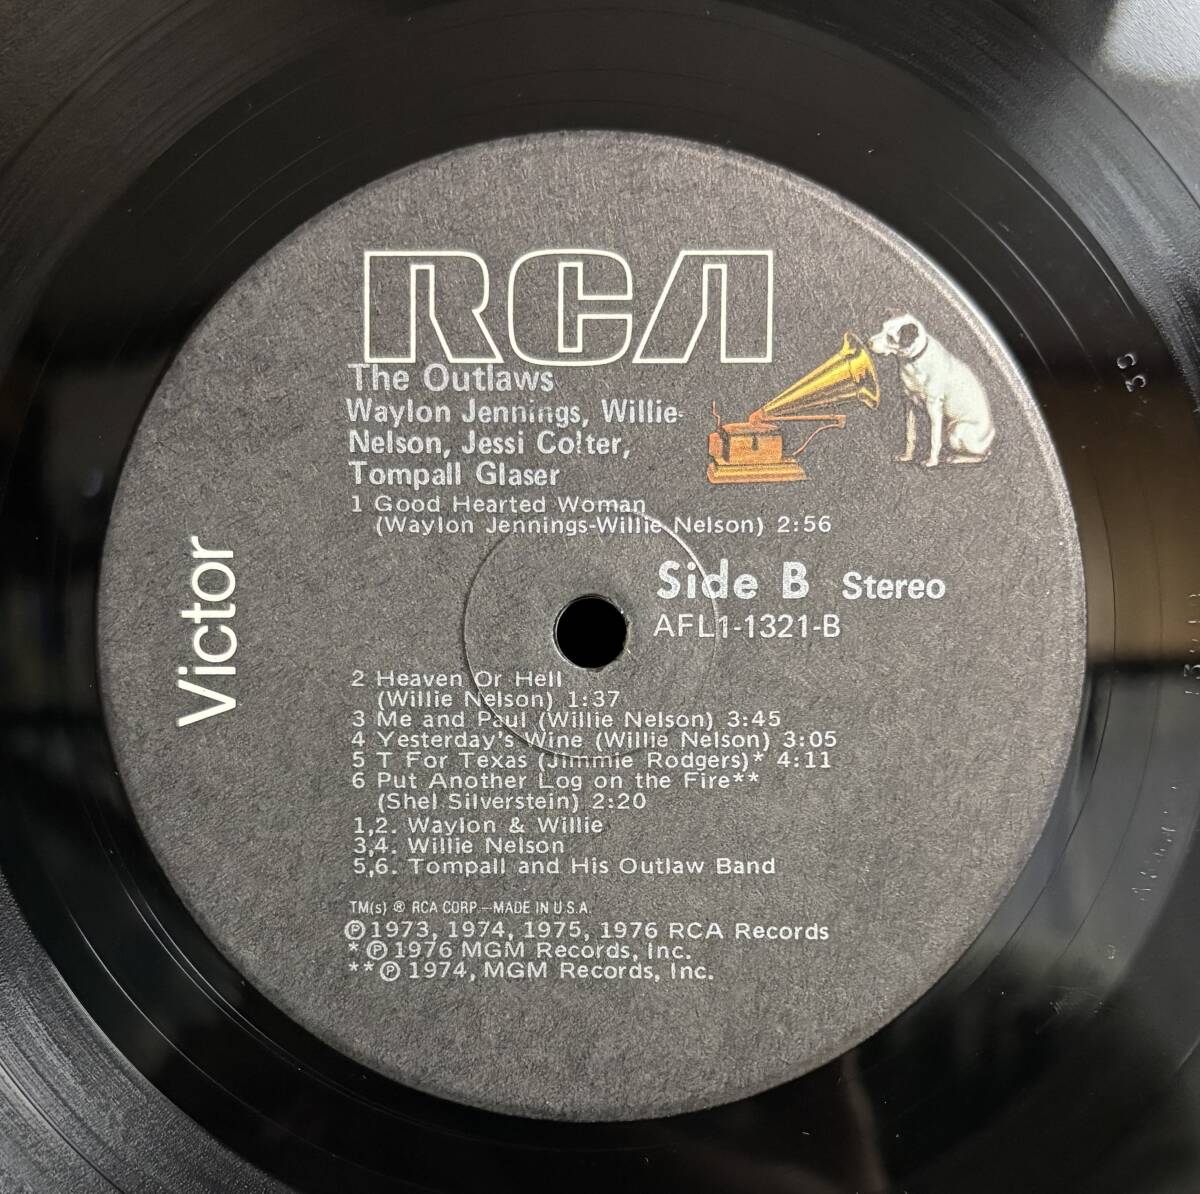 RCA
The Outlaws
Waylon Jennings, Willie
Nelson, Jessi Colter,
Tompall Glaser
1 Good Hearted Woman
(Waylon Jennings-Willie Nelson) 2:56
Victor
Side B Stereo
AFL1-1321-B
2 Heaven Or Hell
(Willie Nelson) 1:37
3 Me and Paul (Willie Nelson) 3:45
4 Yesterday's Wine (Willie Nelson) 3:05
5 T For Texas (Jimmie Rodgers)* 4:11
6 Put Another Log on the Fire**
(Shel Silverstein) 2:20
1,2. Waylon & Willie
3,4. Willie Nelson
5,6. Tompall and His Outlaw Band
TM(s) ® RCA CORP.—MADE IN U.S.A.
℗ 1973, 1974, 1975, 1976 RCA Records
* ℗ 1976 MGM Records, Inc.
** ℗ 1974, MGM Records, Inc.